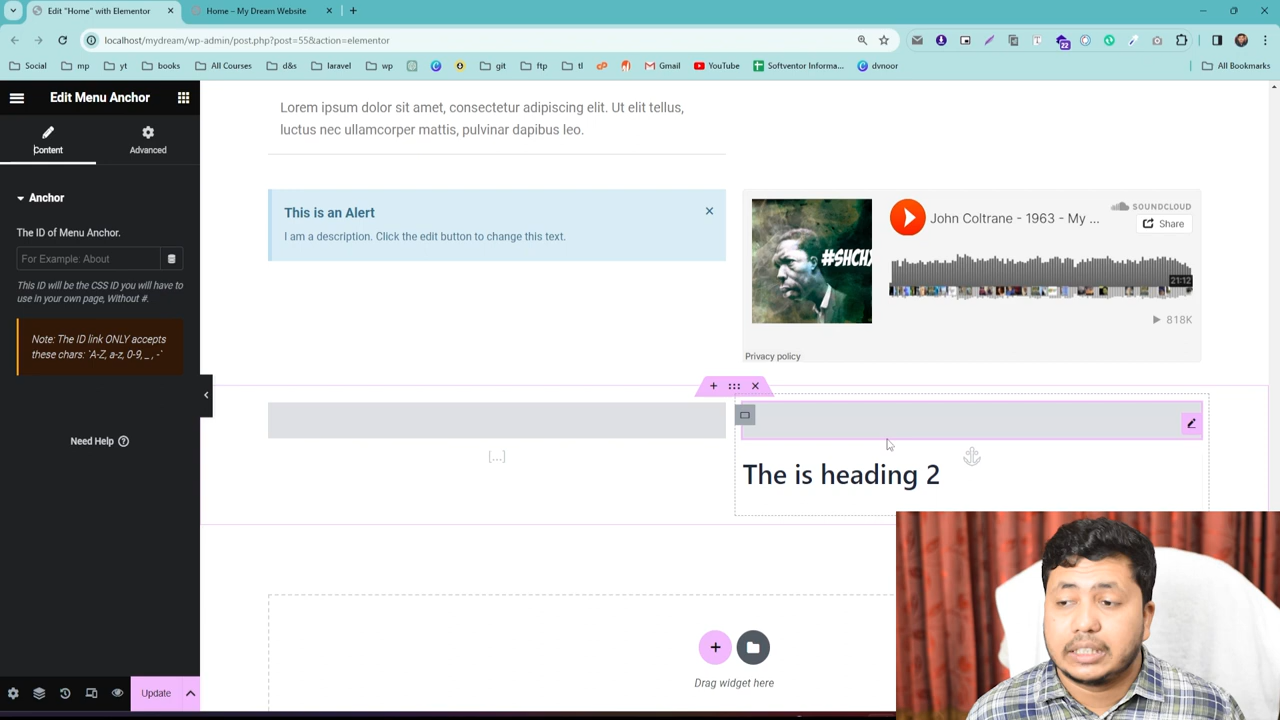 Edit "Home" with Elementor
Home – My Dream Website
localhost/mydream/wp-admin/post.php?post=55&action=elementor
22
Social
mp
yt
books
All Courses
d&s
laravel
wp
git
ftp
tl
Gmail
YouTube
Softventor Informa...
dvnoor
All Bookmarks
Edit Menu Anchor
Content
Advanced
Anchor
The ID of Menu Anchor.
For Example: About
This ID will be the CSS ID you will have to
use in your own page, Without #.
Note: The ID link ONLY accepts
these chars: `A-Z, a-z, 0-9, _ , -`
Need Help
Update
Lorem ipsum dolor sit amet, consectetur adipiscing elit. Ut elit tellus,
luctus nec ullamcorper mattis, pulvinar dapibus leo.
This is an Alert
I am a description. Click the edit button to change this text.
#SHCHX
John Coltrane - 1963 - My ...
SOUNDCLOUD
Share
21:12
818K
Privacy policy
[...]
The is heading 2
Drag widget here